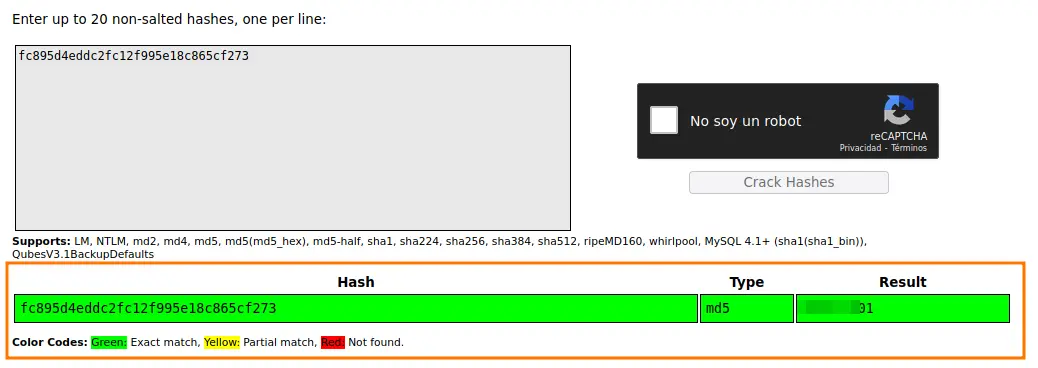 Enter up to 20 non-salted hashes, one per line:
fc895d4eddc2fc12f995e18c865cf273
No soy un robot
reCAPTCHA
Privacidad - Términos
Crack Hashes
Supports: LM, NTLM, md2, md4, md5, md5(md5_hex), md5-half, sha1, sha224, sha256, sha384, sha512, ripeMD160, whirlpool, MySQL 4.1+ (sha1(sha1_bin)),
QubesV3.1BackupDefaults
Hash Type Result
fc895d4eddc2fc12f995e18c865cf273 md5 01
Color Codes: Green: Exact match, Yellow: Partial match, Red: Not found.